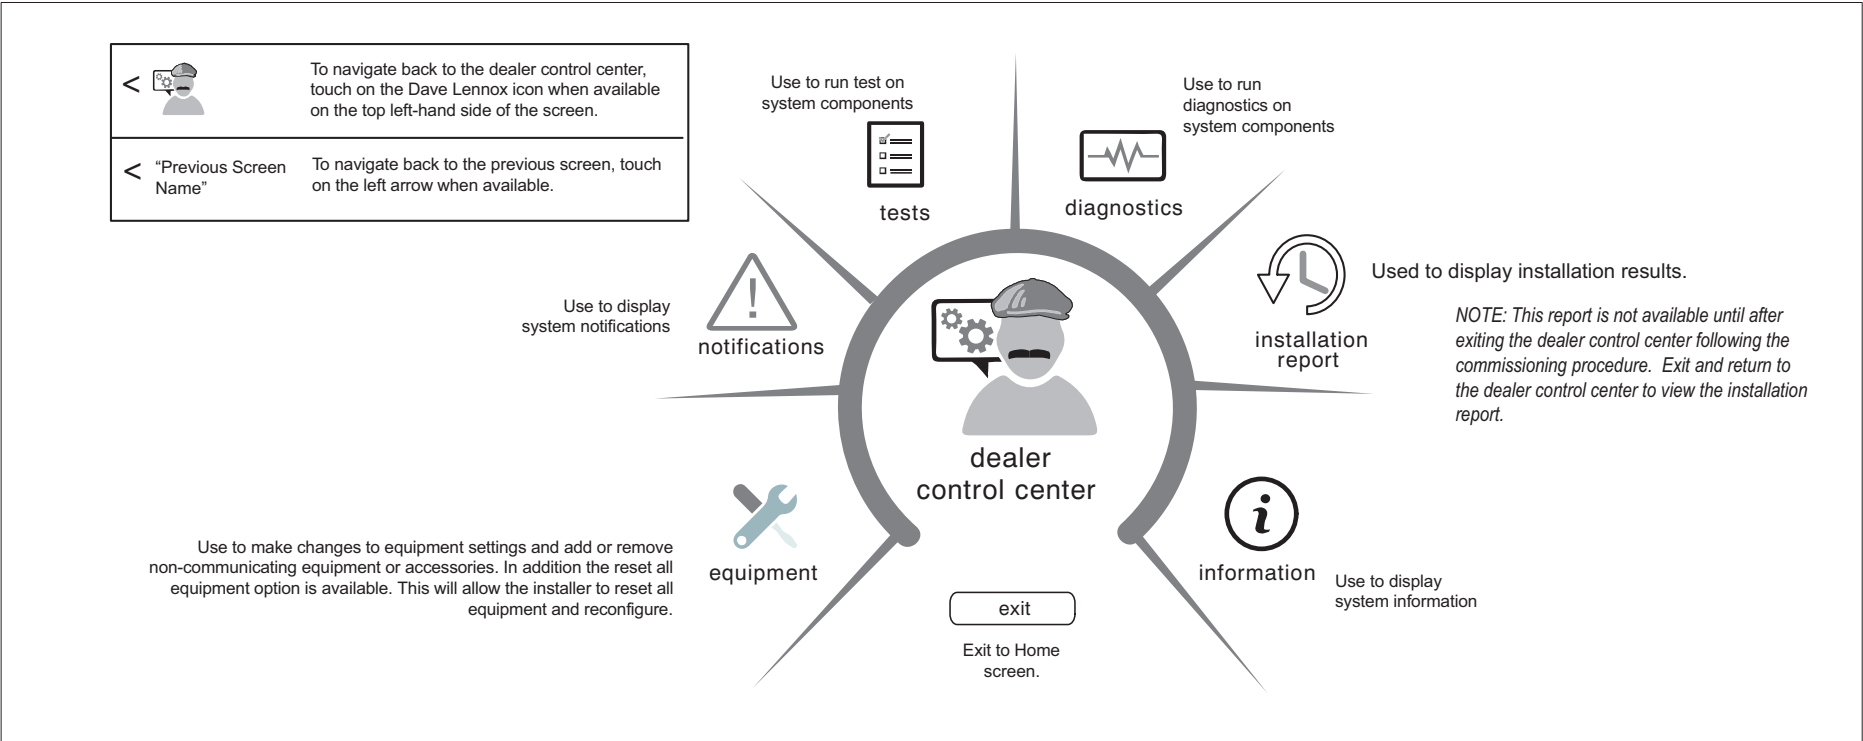 <
To navigate back to the dealer control center,
touch on the Dave Lennox icon when available
on the top left-hand side of the screen.
< “Previous Screen
Name”
To navigate back to the previous screen, touch
on the left arrow when available.
Use to run test on
system components
tests
Use to run
diagnostics on
system components
diagnostics
Use to display
system notifications
!
notifications
Used to display installation results.
NOTE: This report is not available until after
exiting the dealer control center following the
commissioning procedure.  Exit and return to
the dealer control center to view the installation
report.
installation
report
dealer
control center
Use to make changes to equipment settings and add or remove
non-communicating equipment or accessories. In addition the reset all
equipment option is available. This will allow the installer to reset all
equipment and reconfigure.
equipment
i
information
Use to display
system information
exit
Exit to Home
screen.